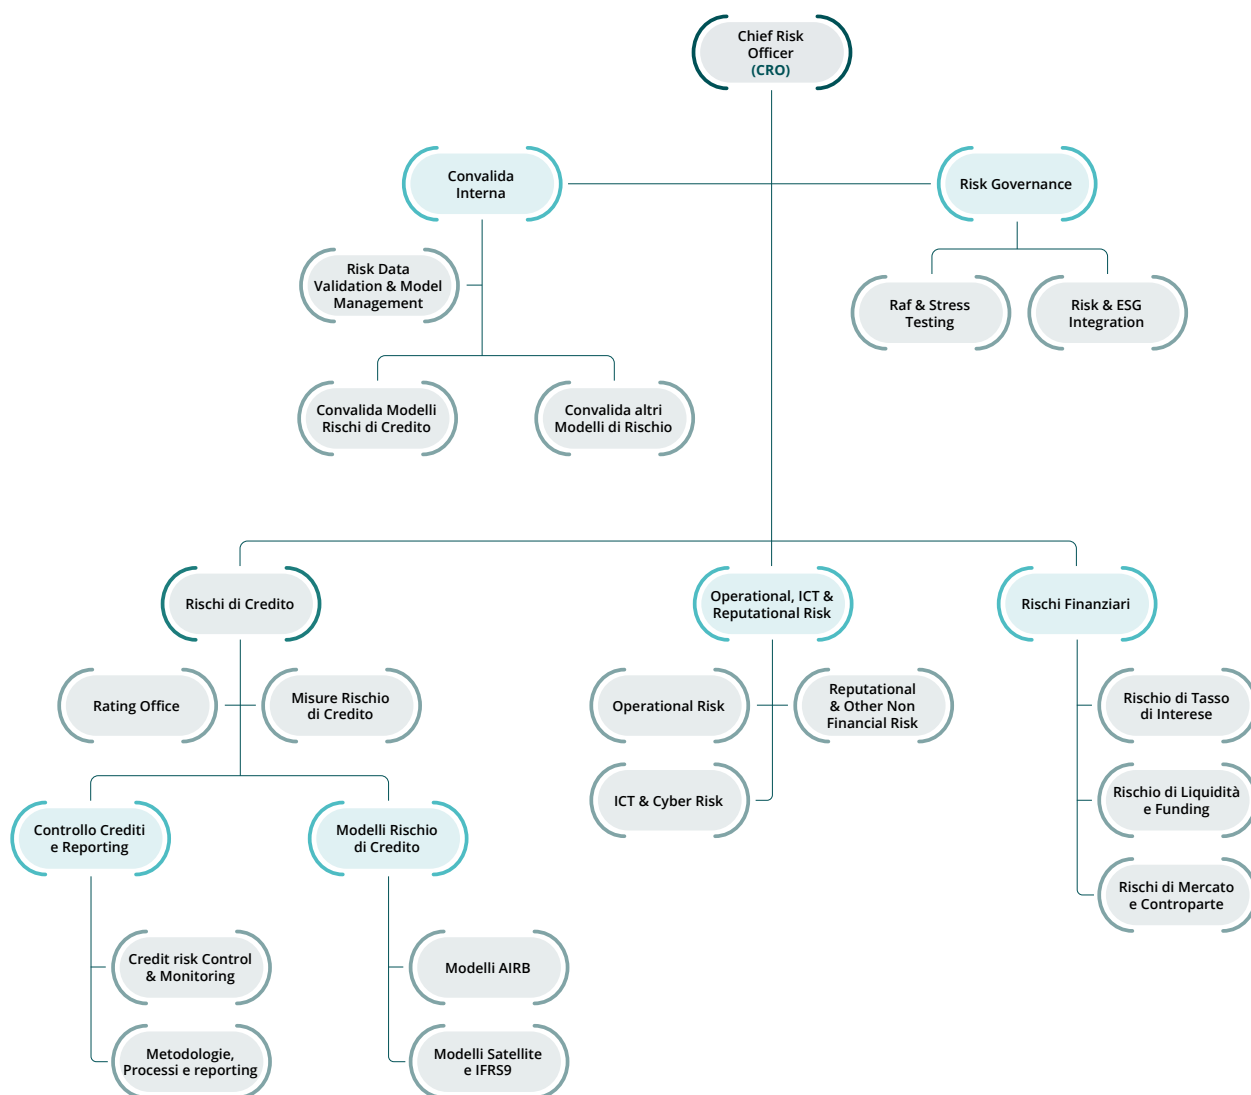 Chief Risk
Officer
(CRO)
Convalida
Interna
Risk Governance
Risk Data
Validation & Model
Management
Raf & Stress
Testing
Risk & ESG
Integration
Convalida Modelli
Rischi di Credito
Convalida altri
Modelli di Rischio
Rischi di Credito
Operational, ICT &
Reputational Risk
Rischi Finanziari
Rating Office
Misure Rischio
di Credito
Operational Risk
Reputational
& Other Non
Financial Risk
Rischio di Tasso
di Interese
ICT & Cyber Risk
Rischio di Liquidità
e Funding
Controllo Crediti
e Reporting
Modelli Rischio
di Credito
Rischi di Mercato
e Controparte
Credit risk Control
& Monitoring
Modelli AIRB
Metodologie,
Processi e reporting
Modelli Satellite
e IFRS9